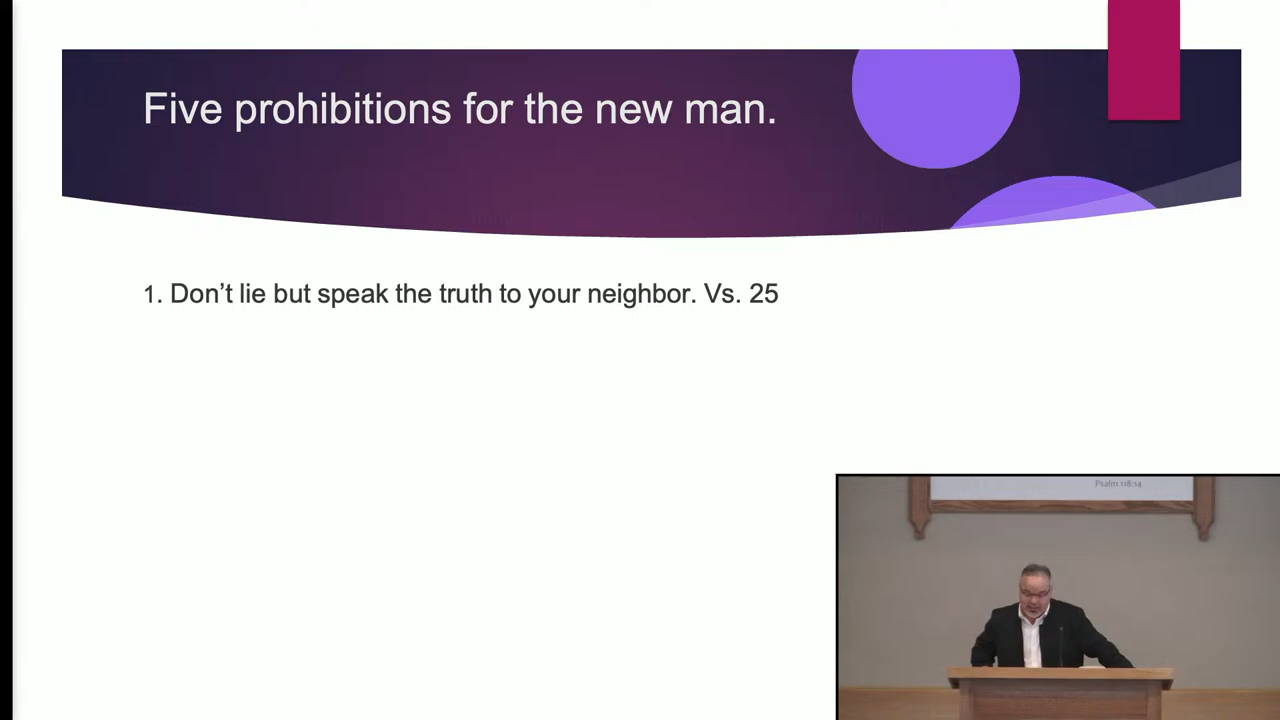 Five prohibitions for the new man.
1. Don’t lie but speak the truth to your neighbor. Vs. 25
Psalm 118:14